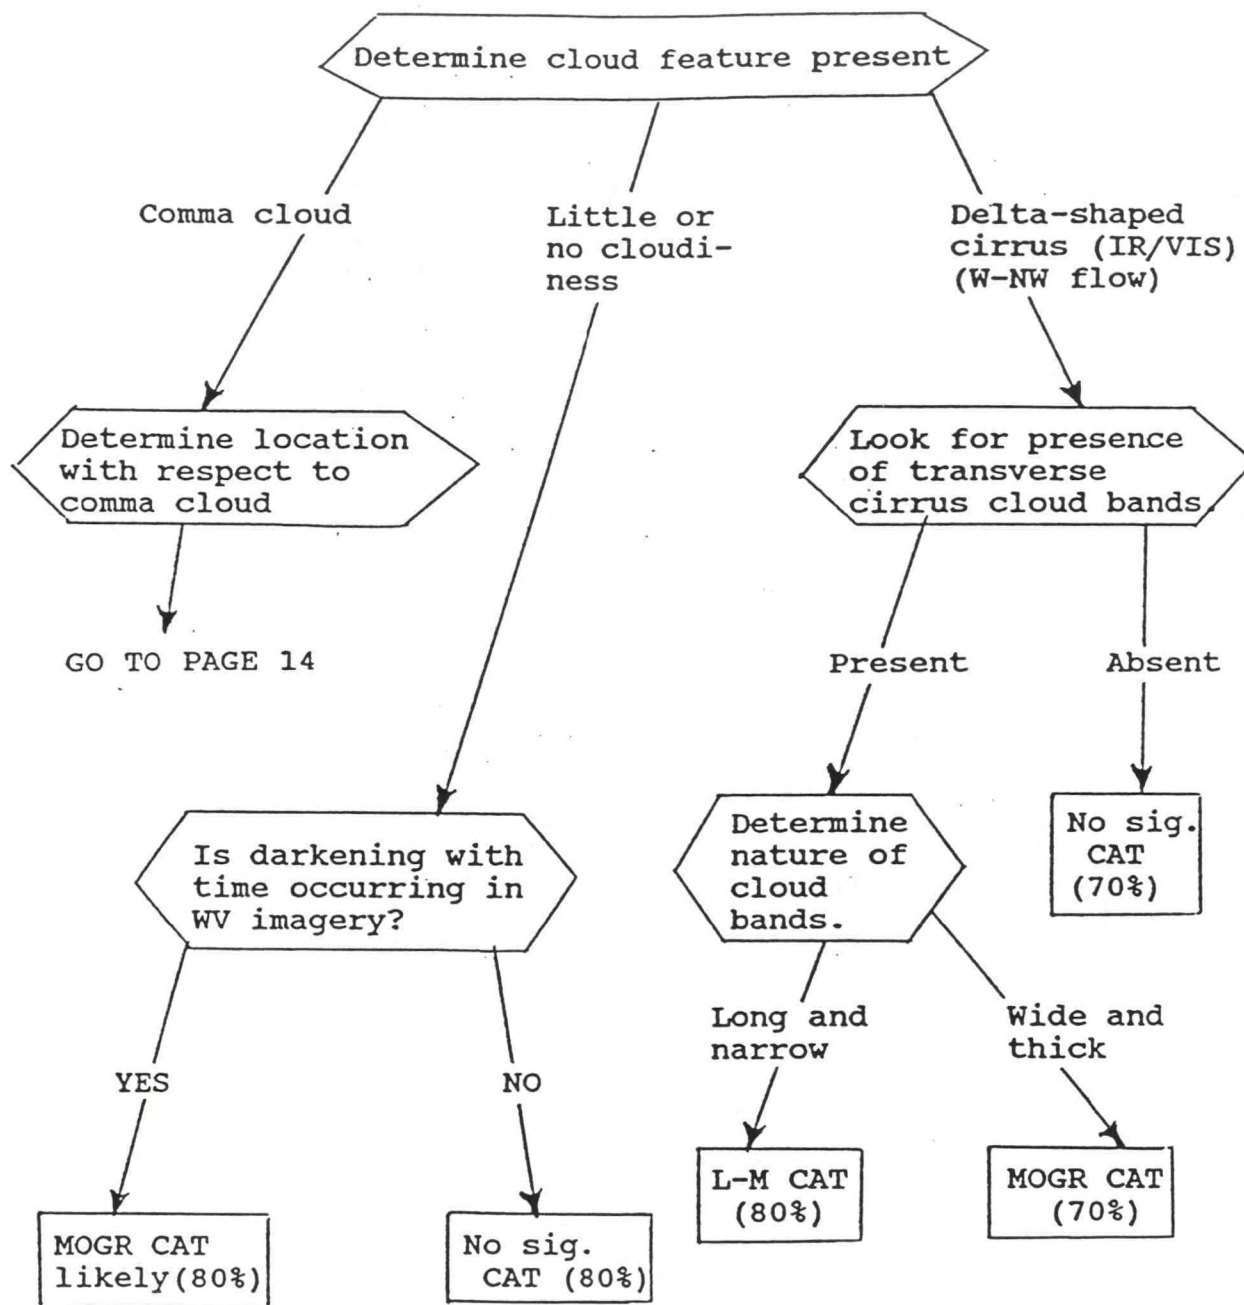 Determine cloud feature present
Comma cloud
Little or
no cloudi-
ness
Delta-shaped
cirrus (IR/VIS)
(W-NW flow)
Determine location
with respect to
comma cloud
Look for presence
of transverse
cirrus cloud bands.
GO TO PAGE 14
Present
Absent
Is darkening with
time occurring in
WV imagery?
Determine
nature of
cloud
bands.
No sig.
CAT
(70%)
Long and
narrow
Wide and
thick
YES
NO
L-M CAT
(80%)
MOGR CAT
(70%)
MOGR CAT
likely(80%)
No sig.
CAT (80%)